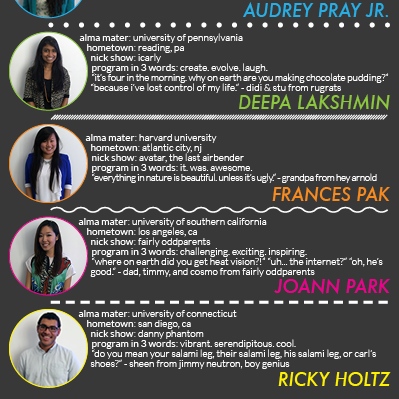 AUDREY PRAY JR.
alma mater: university of pennsylvania
hometown: reading, pa
nick show: icarly
program in 3 words: create. evolve. laugh.
"it's four in the morning. why on earth are you making chocolate pudding?"
"because i've lost control of my life." - didi & stu from rugrats
DEEPA LAKSHMIN
alma mater: harvard university
hometown: atlantic city, nj
nick show: avatar, the last airbender
program in 3 words: it. was. awesome.
"everything in nature is beautiful. unless it's ugly." - grandpa from hey arnold
FRANCES PAK
alma mater: university of southern california
hometown: los angeles, ca
nick show: fairly oddparents
program in 3 words: challenging. exciting. inspiring.
"where on earth did you get heat vision?!" "uh... the internet?" "oh, he's
good." - dad, timmy, and cosmo from fairly oddparents
JOANN PARK
alma mater: university of connecticut
hometown: san diego, ca
nick show: danny phantom
program in 3 words: vibrant. serendipitous. cool.
"do you mean your salami leg, their salami leg, his salami leg, or carl's
shoes?" - sheen from jimmy neutron, boy genius
RICKY HOLTZ